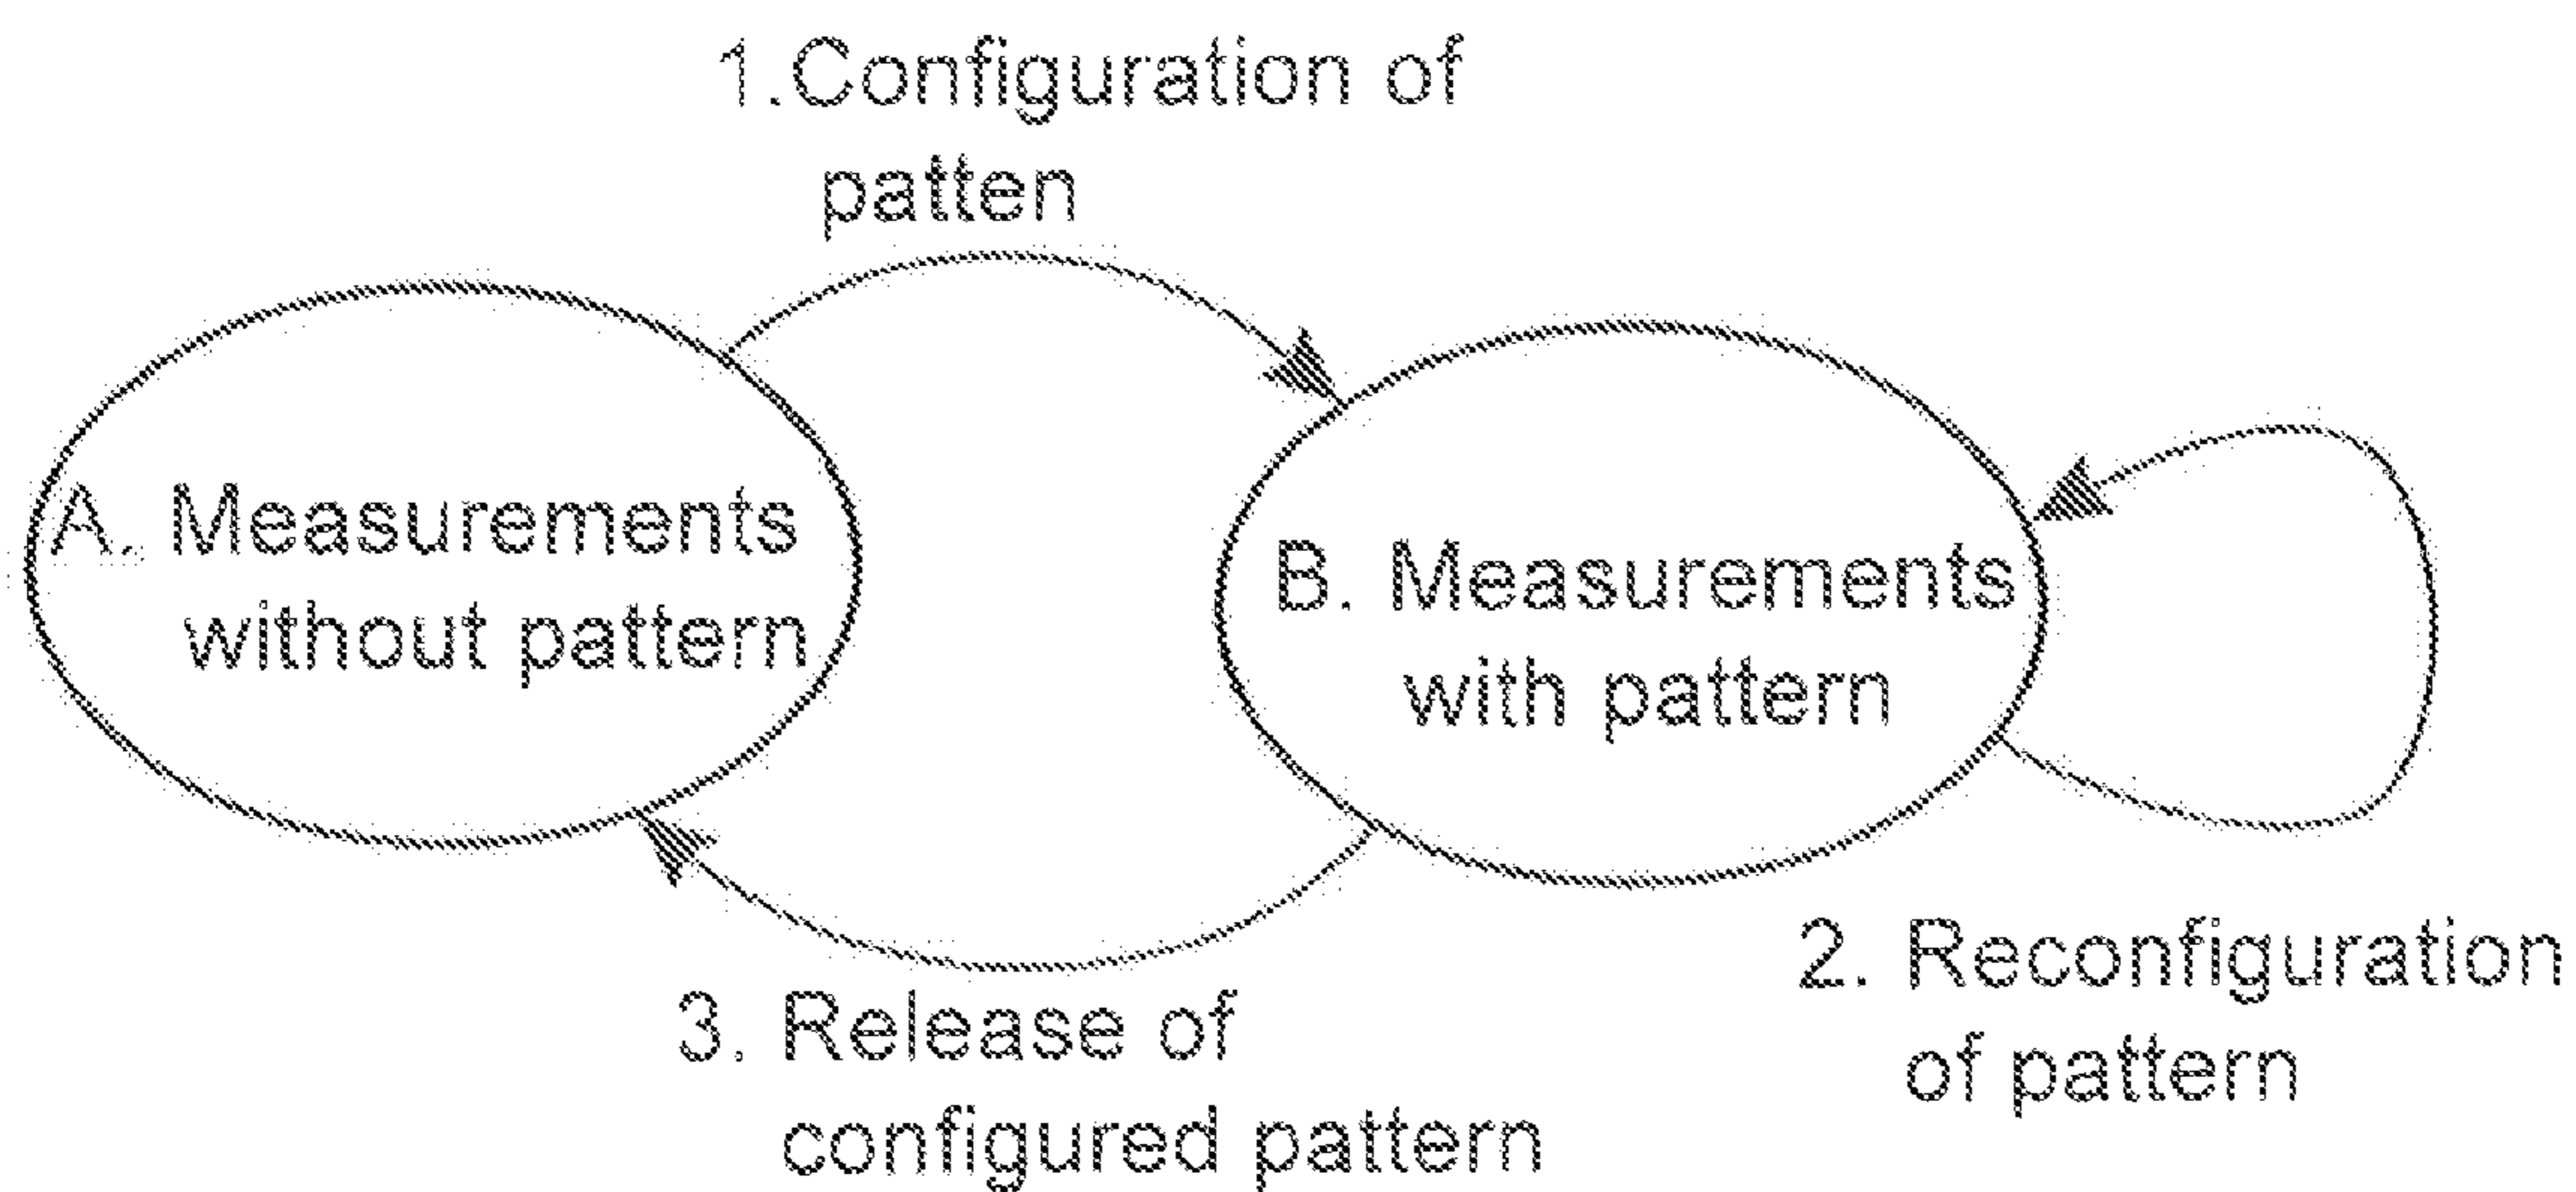 1.Configuration of
patten
A. Measurements
without pattern
B. Measurements
with pattern
2. Reconfiguration
of pattern
3. Release of
configured pattern